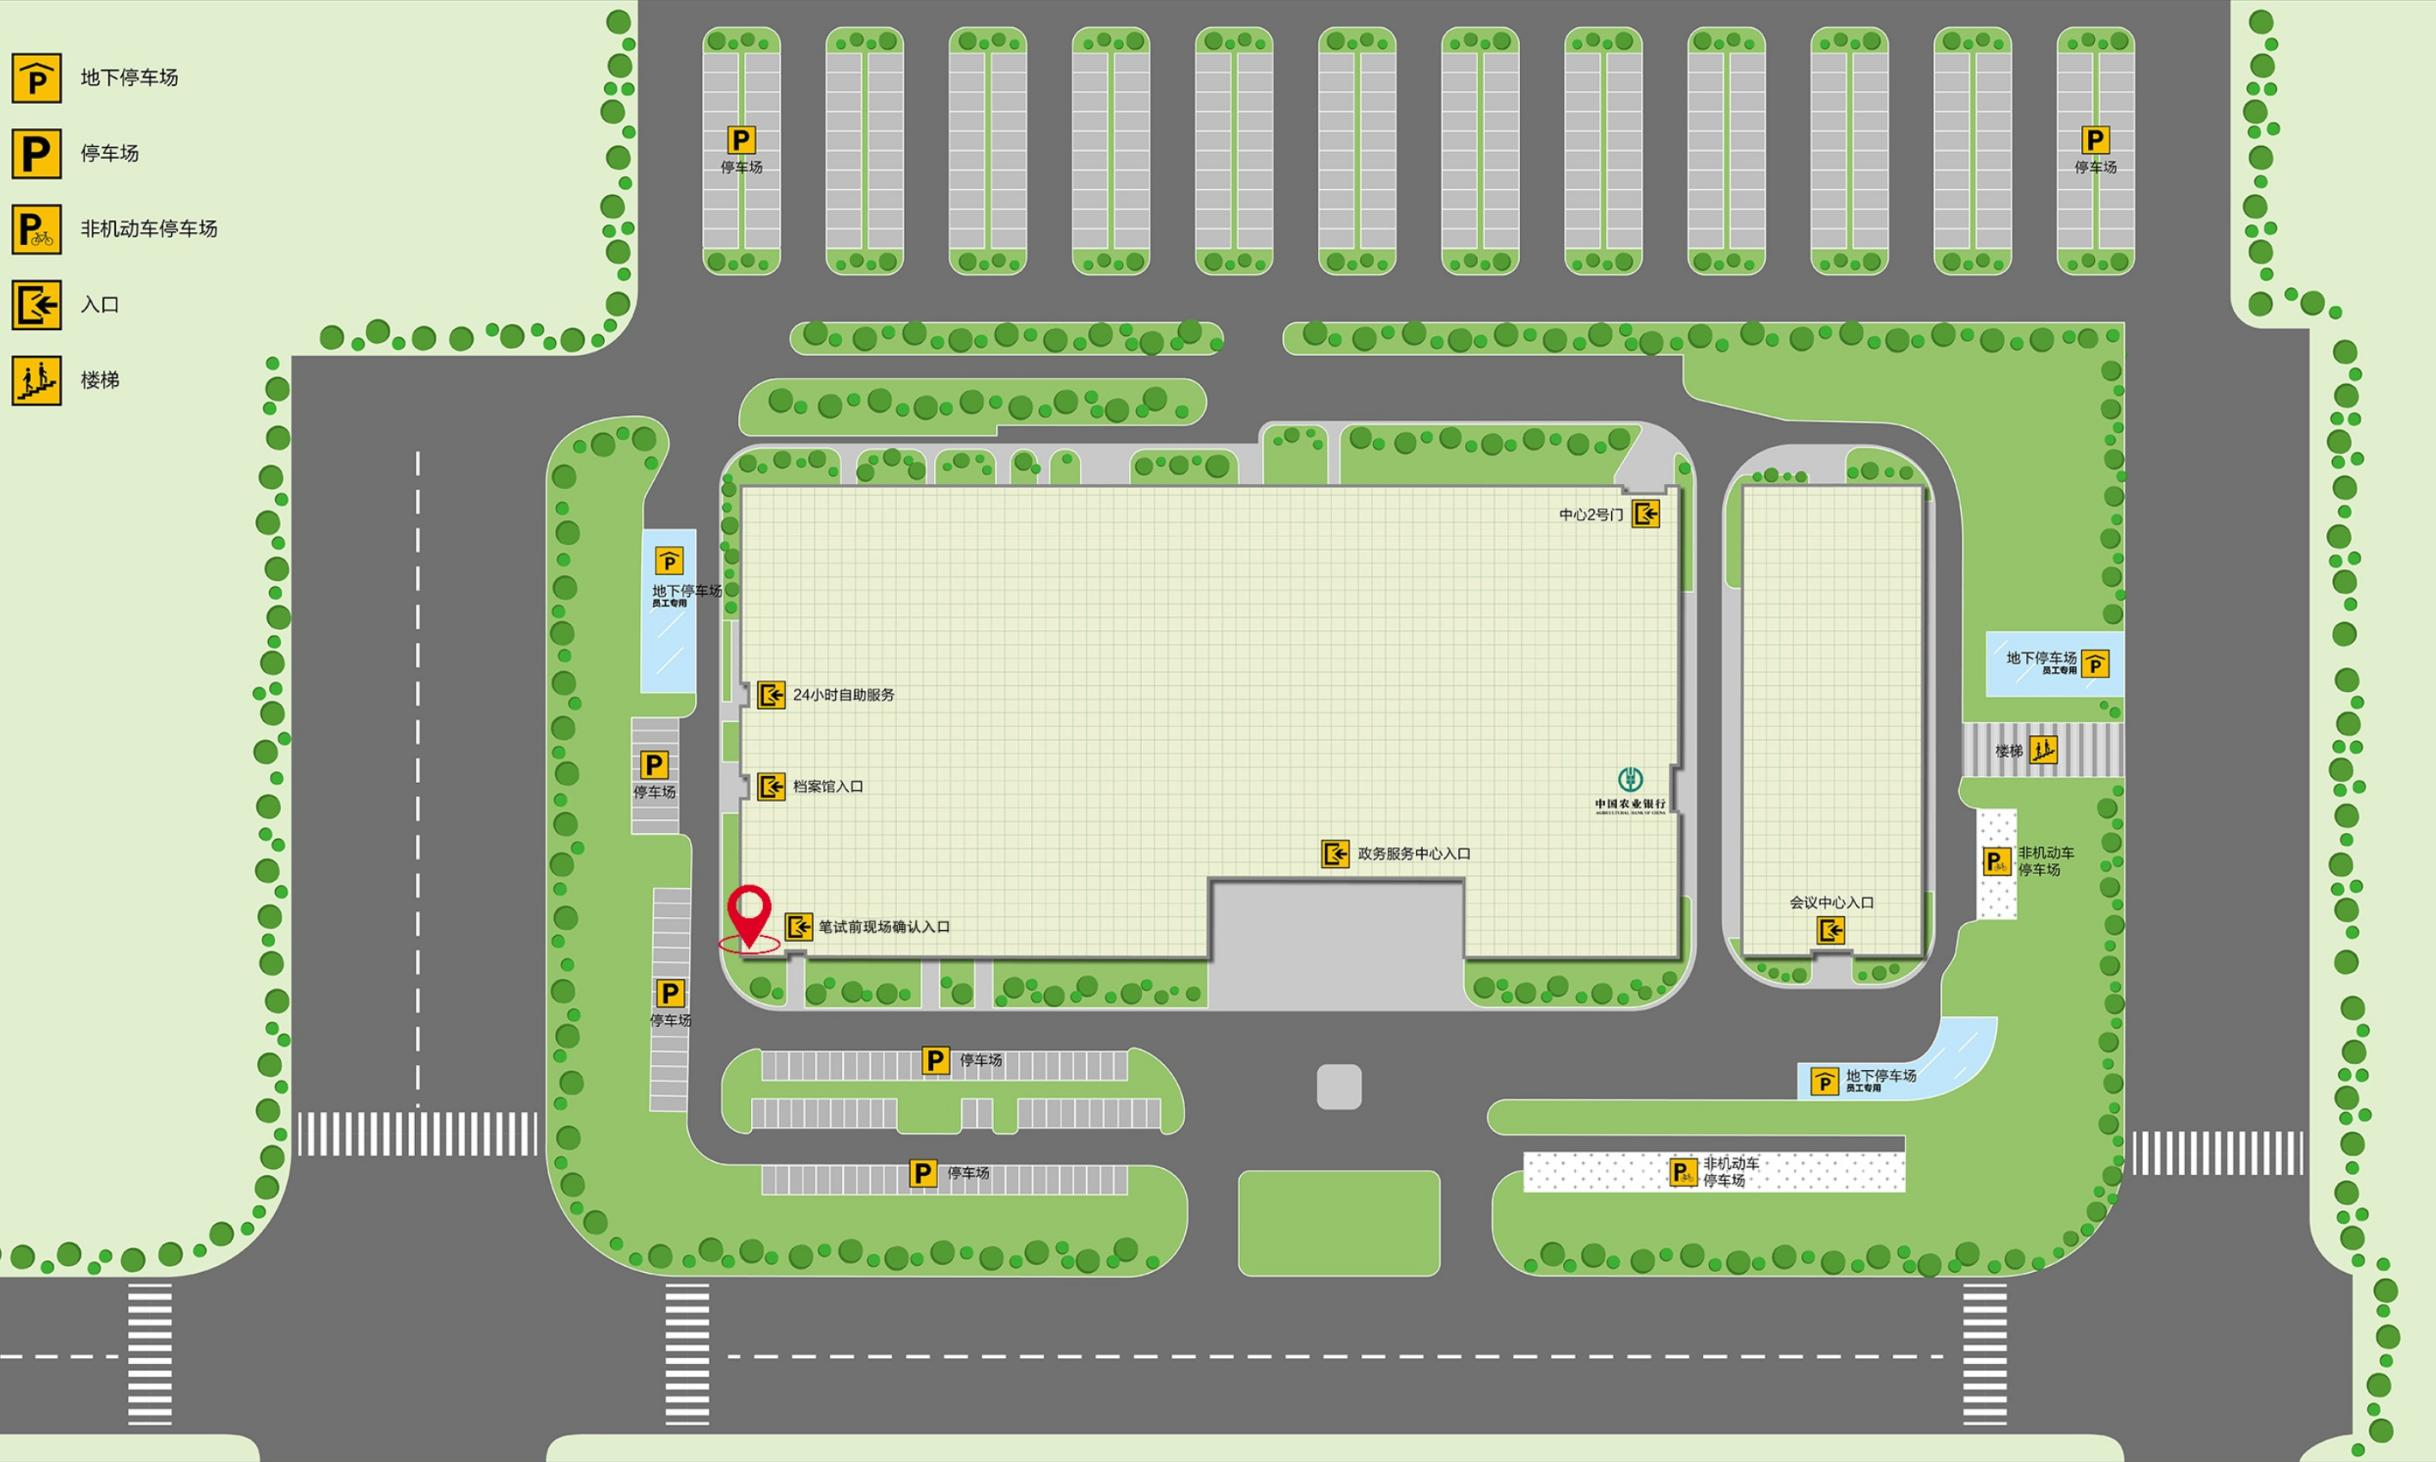 地下停车场
停车场
非机动车停车场
入口
楼梯
P
停车场
P
停车场
中心2号门
P
地下停车场
员工专用
地下停车场
员工专用
P
24小时自助服务
楼梯
P
停车场
档案馆入口
中国农业银行
AGRICULTURAL BANK OF CHINA
政务服务中心入口
P
非机动车
停车场
会议中心入口
笔试前现场确认入口
P
停车场
P
停车场
P
地下停车场
员工专用
P
停车场
P
非机动车
停车场